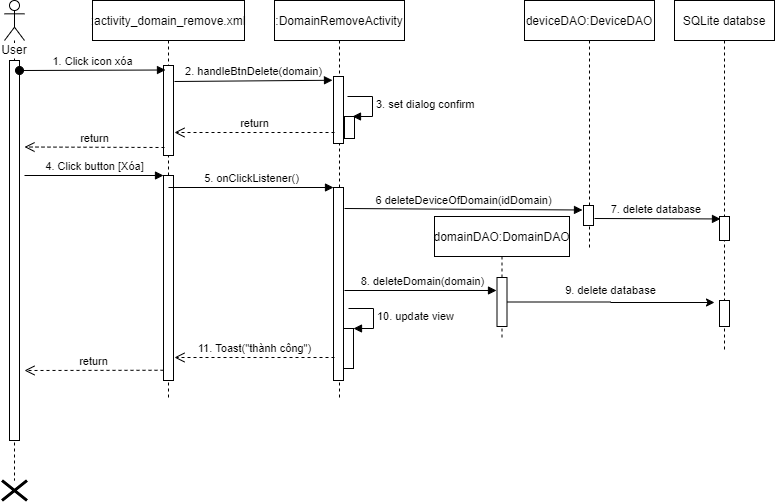 activity_domain_remove.xml
:DomainRemoveActivity
deviceDAO:DeviceDAO
SQLite databse
User
1. Click icon xóa
2. handleBtnDelete(domain)
3. set dialog confirm
return
return
4. Click button [Xóa]
5. onClickListener()
6 deleteDeviceOfDomain(idDomain)
7. delete database
domainDAO:DomainDAO
8. deleteDomain(domain)
9. delete database
10. update view
11. Toast("thành công")
return